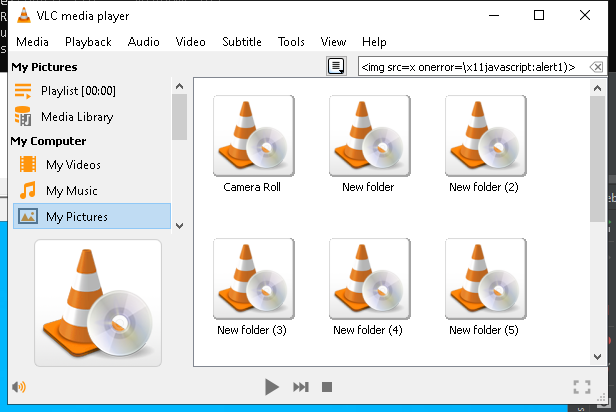 VLC media player
Media Playback Audio Video Subtitle Tools View Help
My Pictures
<img src=x onerror=\x11javascript:alert1)>
Playlist [00:00]
Media Library
My Computer
My Videos
My Music
My Pictures
Camera Roll New folder New folder (2)
New folder (3) New folder (4) New folder (5)